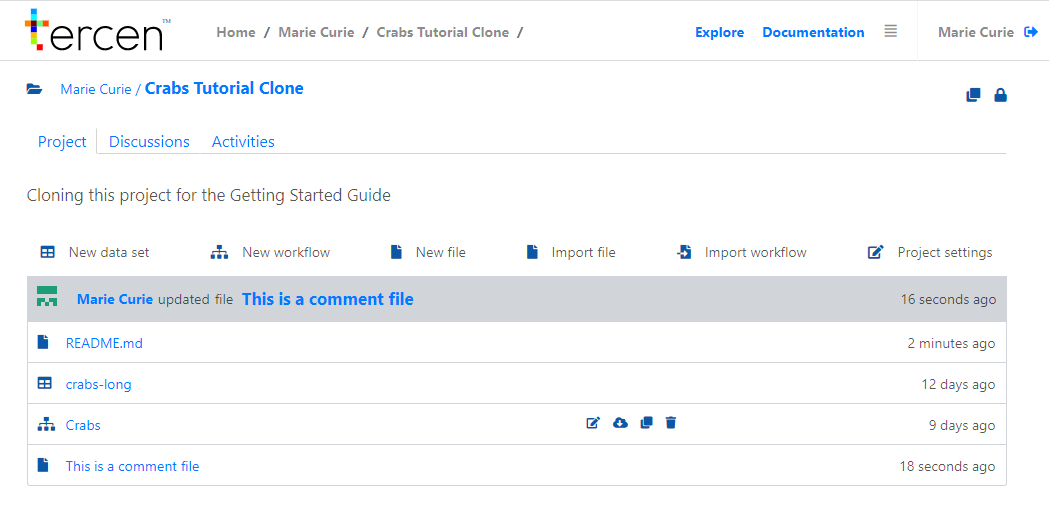 tercen™ Home / Marie Curie / Crabs Tutorial Clone / Explore Documentation Marie Curie
Marie Curie / Crabs Tutorial Clone
Project Discussions Activities
Cloning this project for the Getting Started Guide
New data set New workflow New file Import file Import workflow Project settings
Marie Curie updated file This is a comment file 16 seconds ago
README.md 2 minutes ago
crabs-long 12 days ago
Crabs 9 days ago
This is a comment file 18 seconds ago